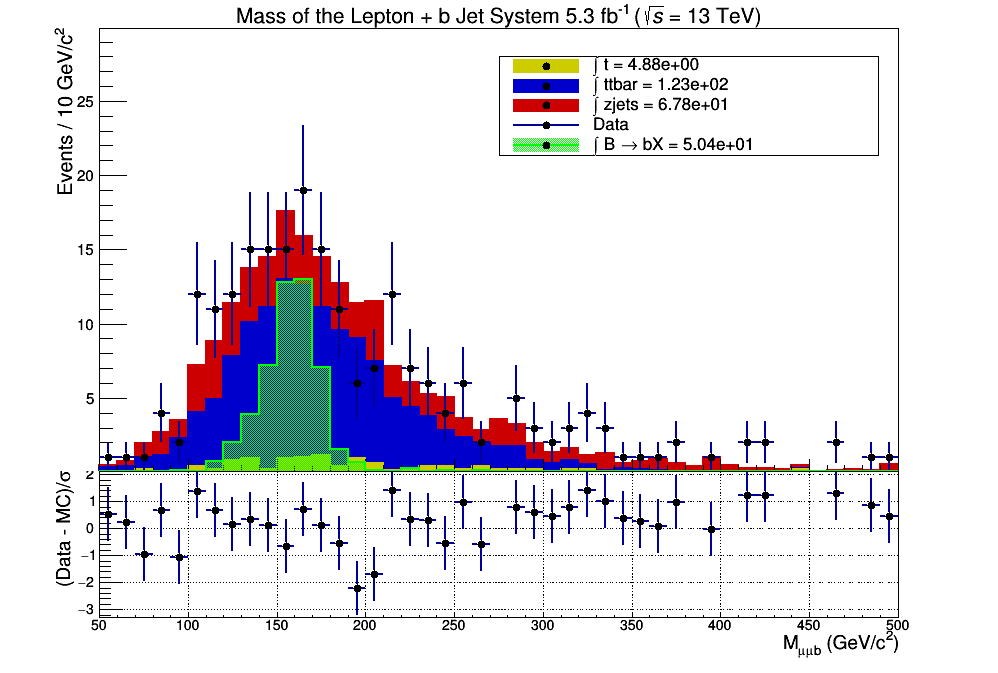 Mass of the Lepton + b Jet System 5.3 fb⁻¹ (√s = 13 TeV)
Events / 10 GeV/c²
25
20
15
10
5
∫ t = 4.88e+00
∫ ttbar = 1.23e+02
∫ zjets = 6.78e+01
Data
∫ B → bX = 5.04e+01
(Data - MC)/σ
2
1
0
−1
−2
−3
50 100 150 200 250 300 350 400 450 500
M_μμb (GeV/c²)